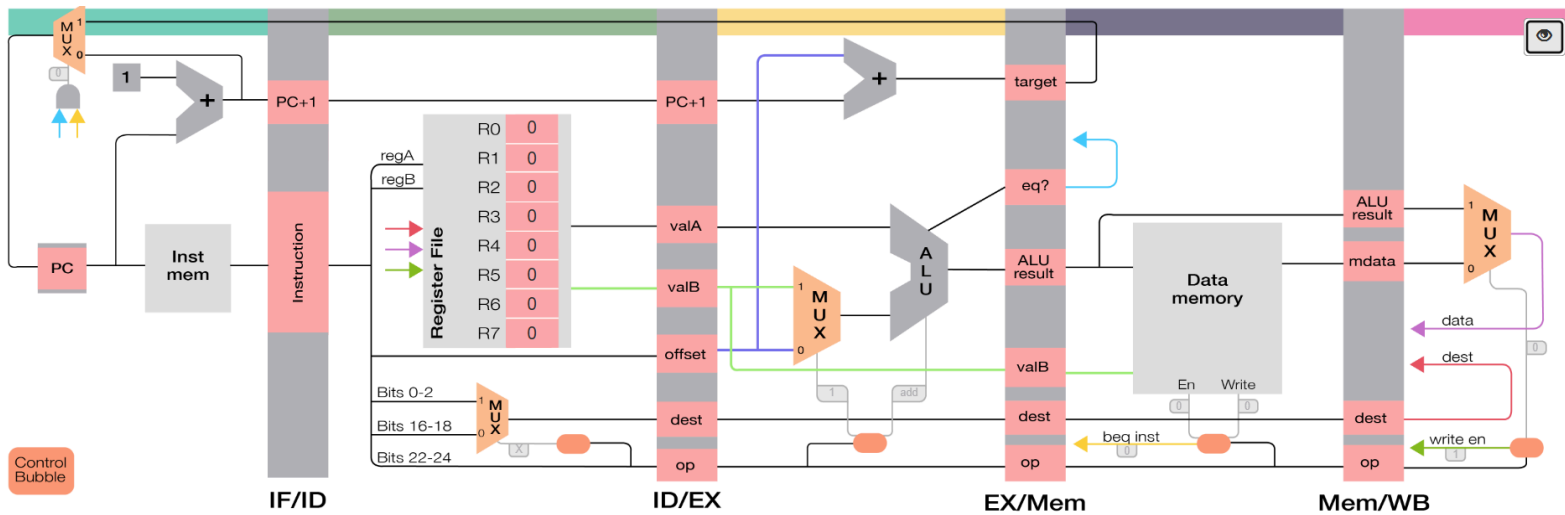 MUX
1
0
0
1
+
PC+1
PC+1
+
target
regA
regB
Register File
R0 0
R1 0
R2 0
R3 0
R4 0
R5 0
R6 0
R7 0
PC
Inst
mem
Instruction
valA
valB
offset
eq?
ALU
ALU
result
ALU
result
mdata
MUX
1
0
MUX
1
0
Data
memory
En Write
0 0
data
0
dest
valB
1
add
Bits 0-2
Bits 16-18
Bits 22-24
MUX
1
0
X
dest
dest
dest
op
op
op
beq inst
0
write en
1
Control
Bubble
IF/ID
ID/EX
EX/Mem
Mem/WB